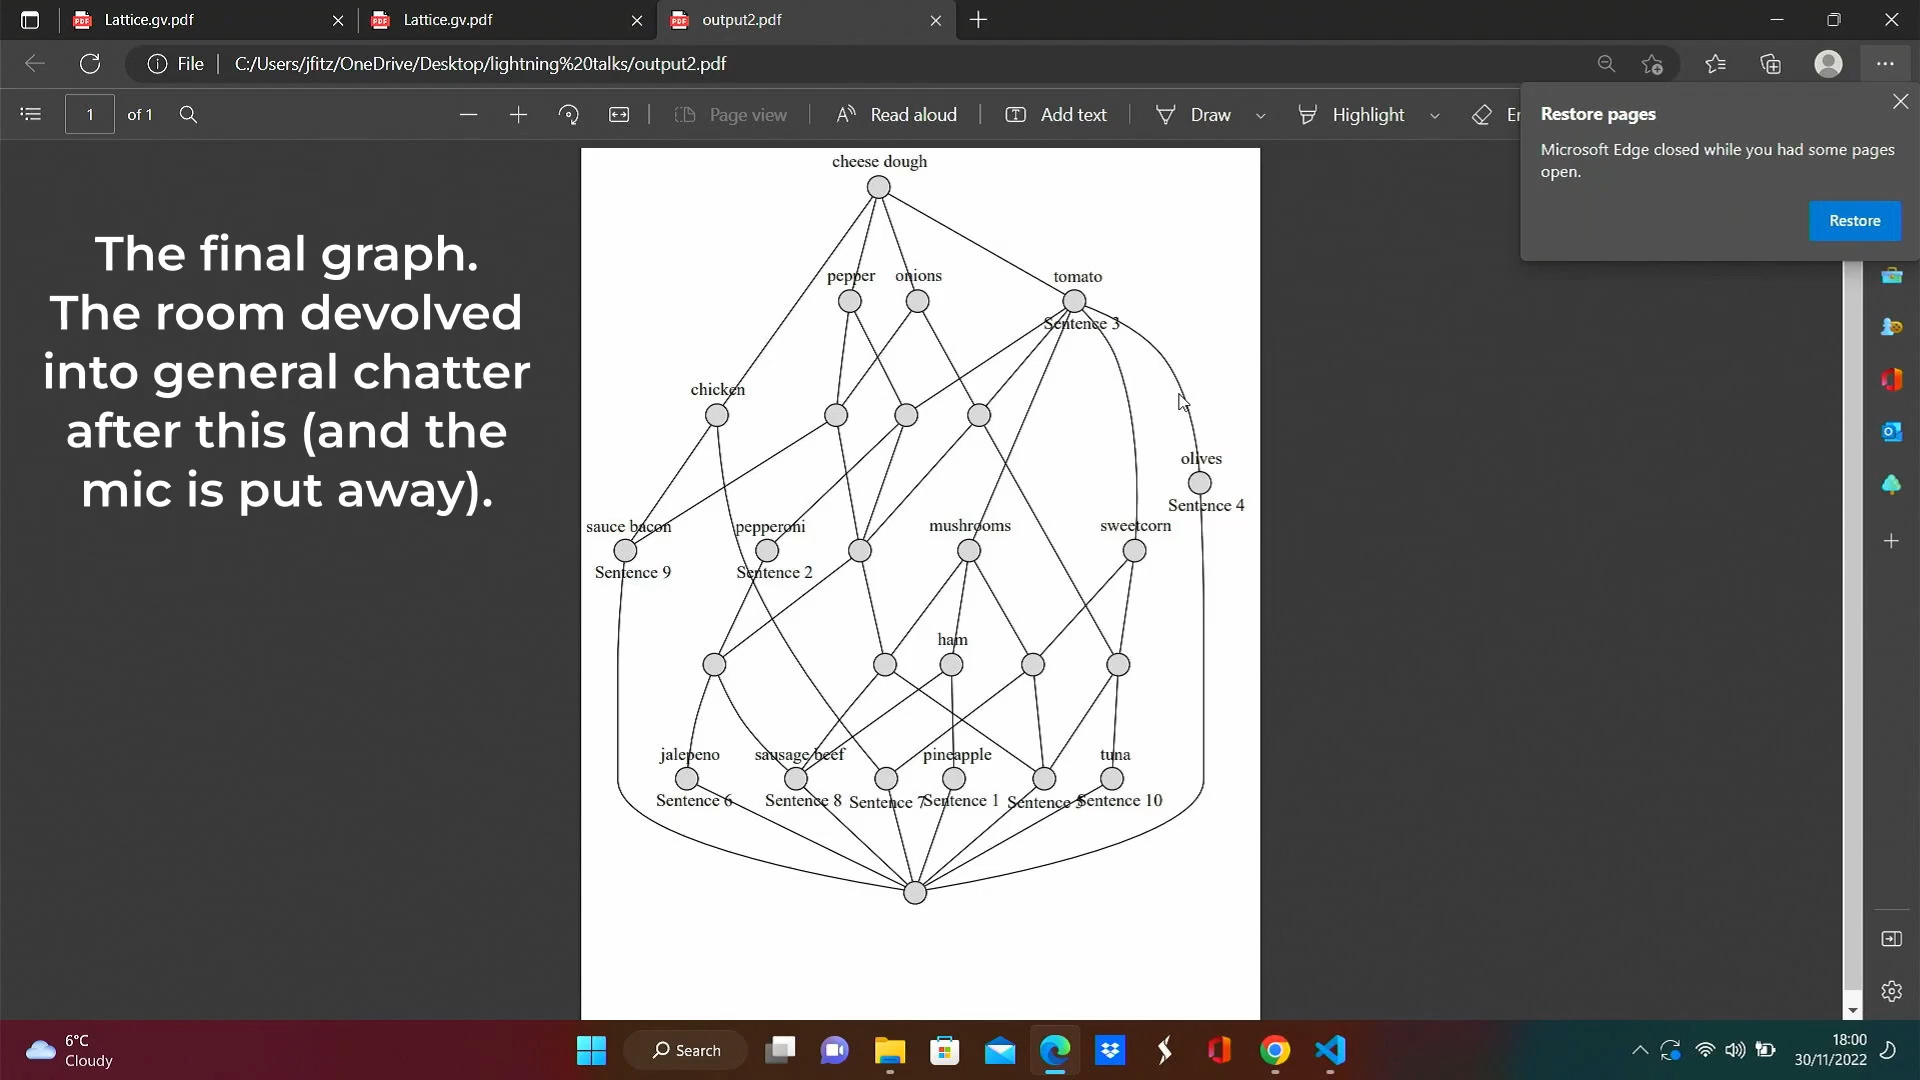 Lattice.gv.pdf
Lattice.gv.pdf
output2.pdf
File
C:/Users/jfitz/OneDrive/Desktop/lightning%20talks/output2.pdf
1 of 1
Page view
Read aloud
Add text
Draw
Highlight
Er
Restore pages
Microsoft Edge closed while you had some pages
open.
Restore
The final graph.
The room devolved
into general chatter
after this (and the
mic is put away).
cheese dough
pepper onions tomato
Sentence 3
chicken
olives
Sentence 4
sauce bacon pepperoni mushrooms sweetcorn
Sentence 9 Sentence 2
ham
jalepeno sausage beef pineapple tuna
Sentence 6 Sentence 8 Sentence 7 Sentence 1 Sentence 5 Sentence 10
6°C
Cloudy
Search
18:00
30/11/2022